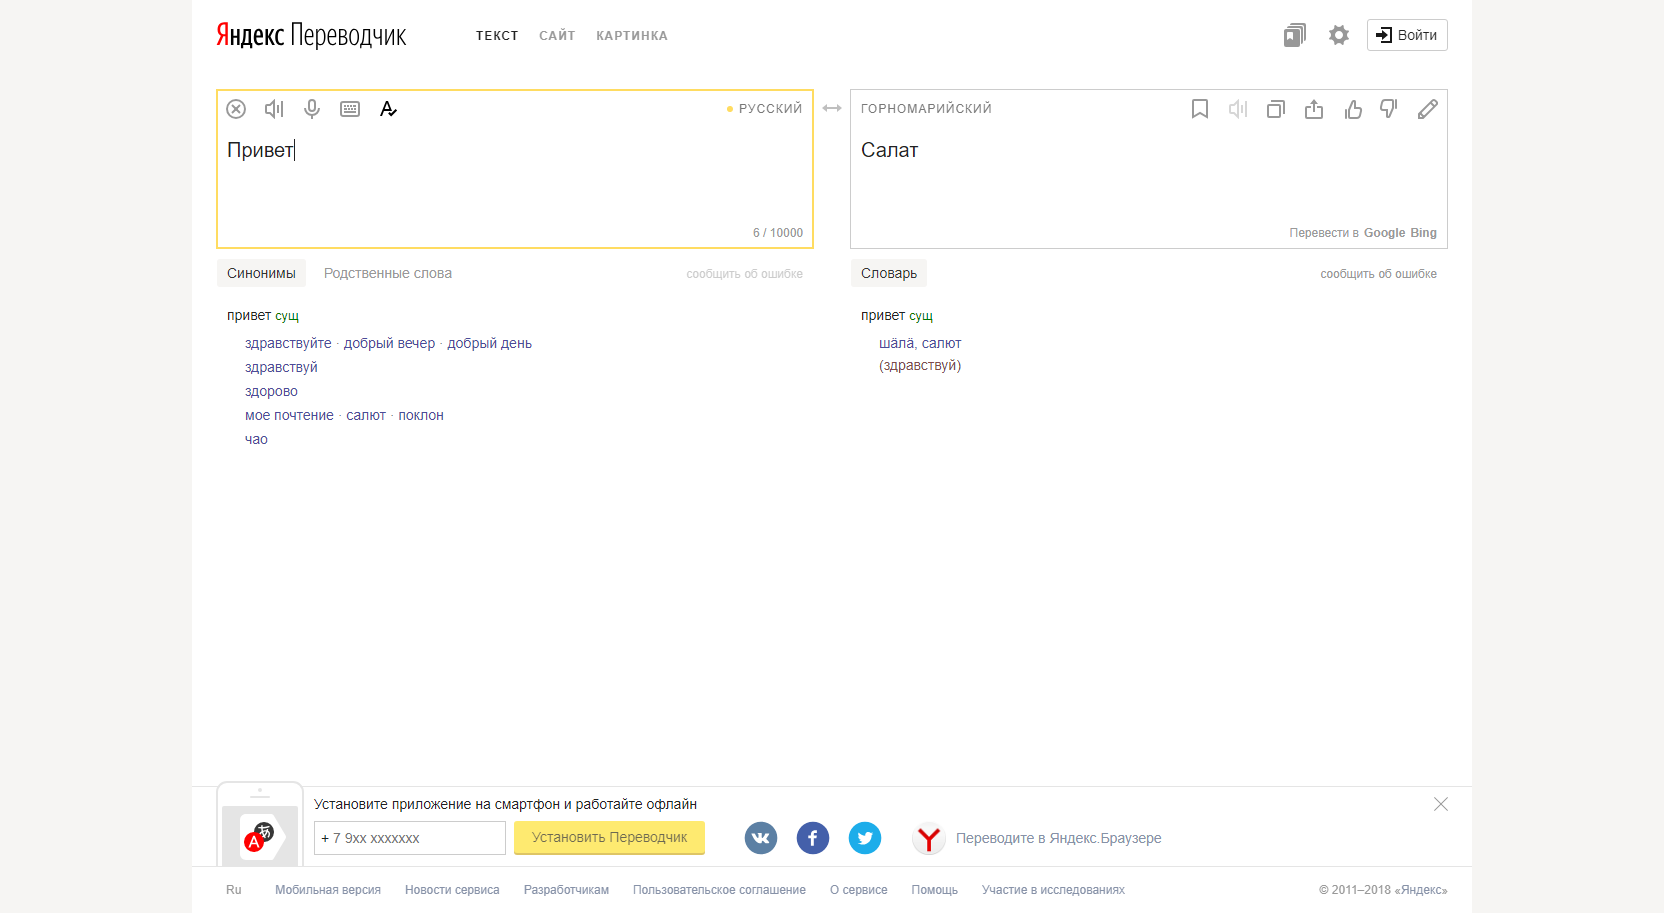 Яндекс Переводчик
ТЕКСТ САЙТ КАРТИНКА
Войти
РУССКИЙ
ГОРНОМАРИЙСКИЙ
Привет
Салат
6 / 10000
Перевести в Google Bing
Синонимы Родственные слова сообщить об ошибке
Словарь сообщить об ошибке
привет сущ
здравствуйте · добрый вечер · добрый день
здравствуй
здорово
мое почтение · салют · поклон
чао
привет сущ
шӓлӓ, салют
(здравствуй)
Установите приложение на смартфон и работайте офлайн
+ 7 9xx xxxxxxx
Установить Переводчик
Переводите в Яндекс.Браузере
Ru Мобильная версия Новости сервиса Разработчикам Пользовательское соглашение О сервисе Помощь Участие в исследованиях © 2011–2018 «Яндекс»